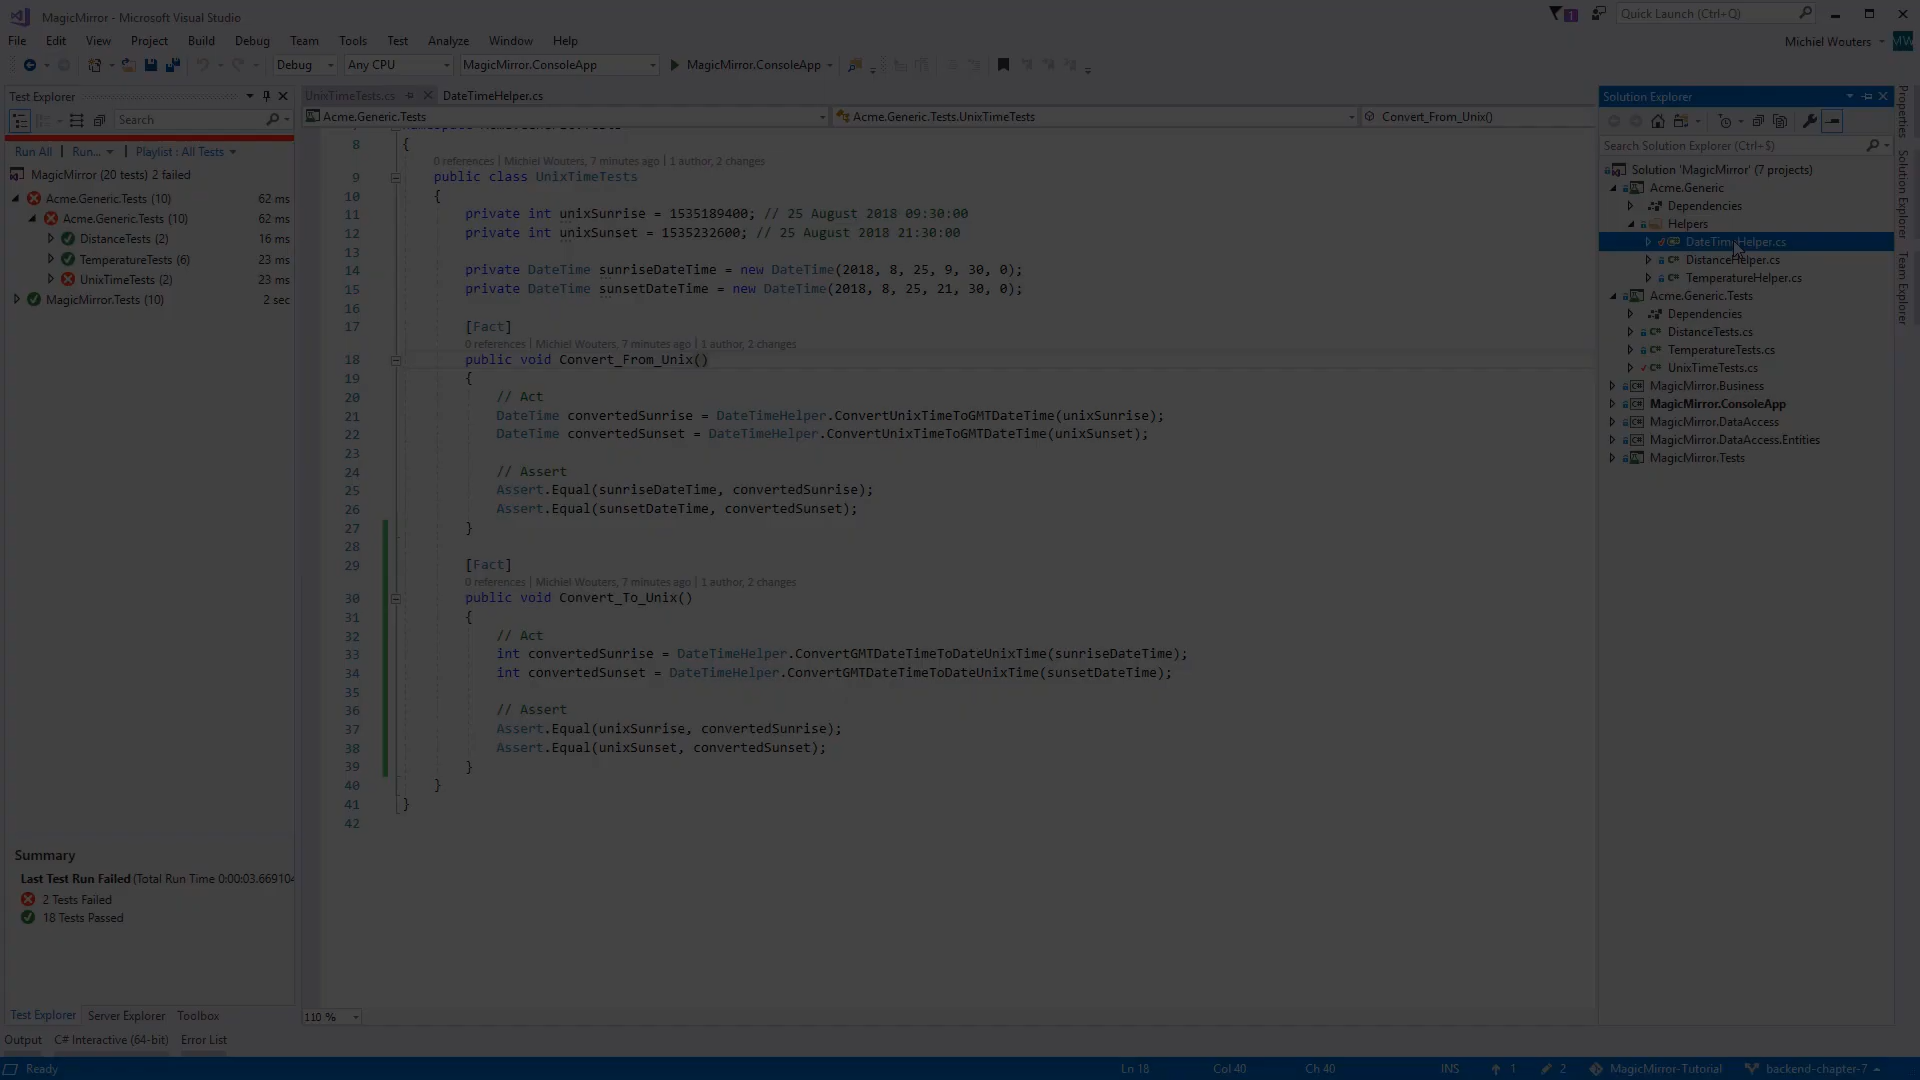 MagicMirror - Microsoft Visual Studio
Quick Launch (Ctrl+Q)
File Edit View Project Build Debug Team Tools Test Analyze Window Help
Michiel Wouters MW
Debug Any CPU MagicMirror.ConsoleApp MagicMirror.ConsoleApp
Test Explorer
Search
Run All | Run... | Playlist : All Tests
MagicMirror (20 tests) 2 failed
Acme.Generic.Tests (10) 62 ms
Acme.Generic.Tests (10) 62 ms
DistanceTests (2) 16 ms
TemperatureTests (6) 23 ms
UnixTimeTests (2) 23 ms
MagicMirror.Tests (10) 2 sec
Summary
Last Test Run Failed (Total Run Time 0:00:03.669104
2 Tests Failed
18 Tests Passed
Test Explorer Server Explorer Toolbox
UnixTimeTests.cs DateTimeHelper.cs
Acme.Generic.Tests Acme.Generic.Tests.UnixTimeTests Convert_From_Unix()
8 {
0 references | Michiel Wouters, 7 minutes ago | 1 author, 2 changes
9 public class UnixTimeTests
10 {
11 private int unixSunrise = 1535189400; // 25 August 2018 09:30:00
12 private int unixSunset = 1535232600; // 25 August 2018 21:30:00
13
14 private DateTime sunriseDateTime = new DateTime(2018, 8, 25, 9, 30, 0);
15 private DateTime sunsetDateTime = new DateTime(2018, 8, 25, 21, 30, 0);
16
17 [Fact]
0 references | Michiel Wouters, 7 minutes ago | 1 author, 2 changes
18 public void Convert_From_Unix()
19 {
20 // Act
21 DateTime convertedSunrise = DateTimeHelper.ConvertUnixTimeToGMTDateTime(unixSunrise);
22 DateTime convertedSunset = DateTimeHelper.ConvertUnixTimeToGMTDateTime(unixSunset);
23
24 // Assert
25 Assert.Equal(sunriseDateTime, convertedSunrise);
26 Assert.Equal(sunsetDateTime, convertedSunset);
27 }
28
29 [Fact]
0 references | Michiel Wouters, 7 minutes ago | 1 author, 2 changes
30 public void Convert_To_Unix()
31 {
32 // Act
33 int convertedSunrise = DateTimeHelper.ConvertGMTDateTimeToDateUnixTime(sunriseDateTime);
34 int convertedSunset = DateTimeHelper.ConvertGMTDateTimeToDateUnixTime(sunsetDateTime);
35
36 // Assert
37 Assert.Equal(unixSunrise, convertedSunrise);
38 Assert.Equal(unixSunset, convertedSunset);
39 }
40 }
41 }
42
110 %
Solution Explorer
Search Solution Explorer (Ctrl+$)
Solution 'MagicMirror' (7 projects)
Acme.Generic
Dependencies
Helpers
DateTimeHelper.cs
DistanceHelper.cs
TemperatureHelper.cs
Acme.Generic.Tests
Dependencies
DistanceTests.cs
TemperatureTests.cs
UnixTimeTests.cs
MagicMirror.Business
MagicMirror.ConsoleApp
MagicMirror.DataAccess
MagicMirror.DataAccess.Entities
MagicMirror.Tests
Properties
Solution Explorer
Team Explorer
Output C# Interactive (64-bit) Error List
Ready Ln 18 Col 40 Ch 40 INS 1 2 MagicMirror-Tutorial backend-chapter-7